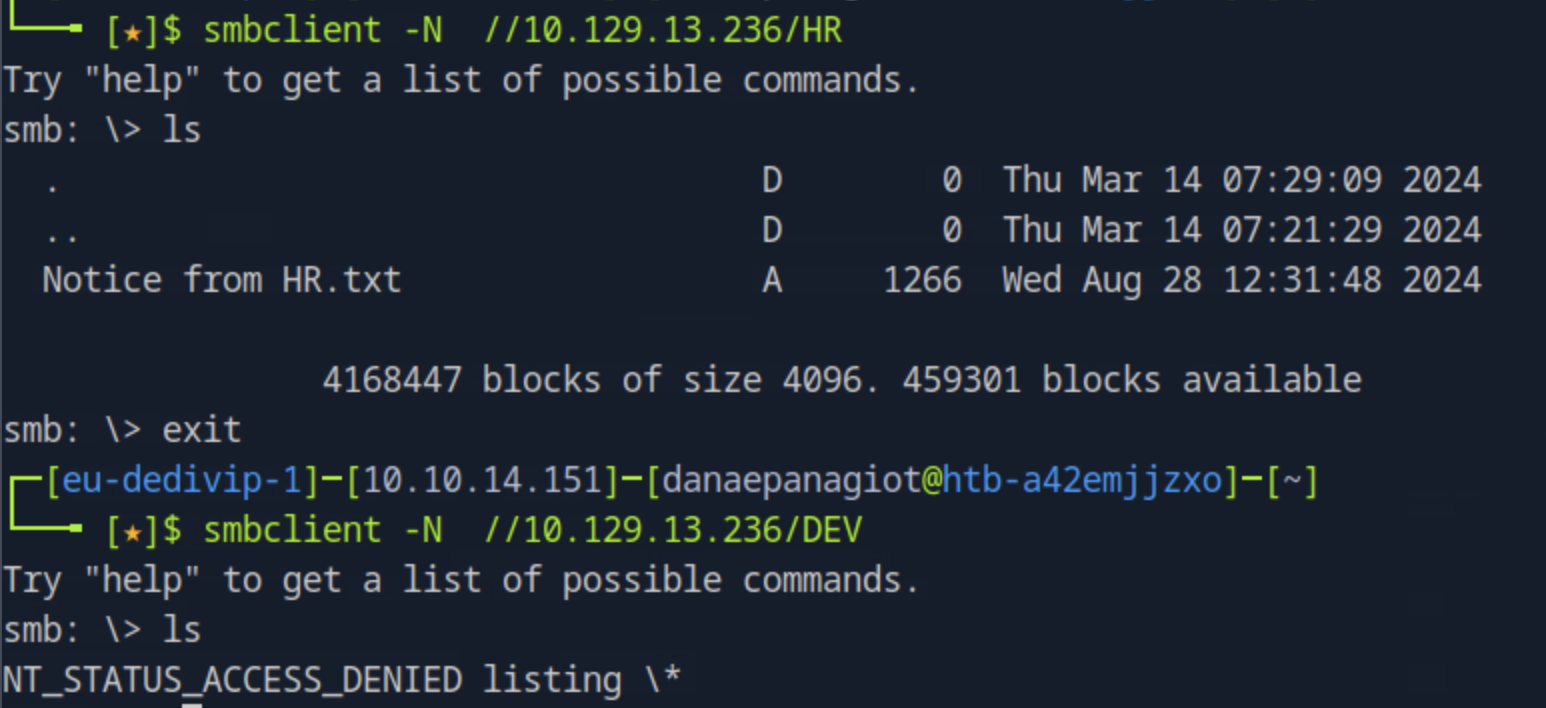 [★]$ smbclient -N  //10.129.13.236/HR
Try "help" to get a list of possible commands.
smb: \> ls
  .                                   D        0  Thu Mar 14 07:29:09 2024
  ..                                  D        0  Thu Mar 14 07:21:29 2024
  Notice from HR.txt                  A     1266  Wed Aug 28 12:31:48 2024
                4168447 blocks of size 4096. 459301 blocks available
smb: \> exit
┌─[eu-dedivip-1]─[10.10.14.151]─[danaepanagiot@htb-a42emjjzxo]─[~]
└──╼ [★]$ smbclient -N  //10.129.13.236/DEV
Try "help" to get a list of possible commands.
smb: \> ls
NT_STATUS_ACCESS_DENIED listing \*